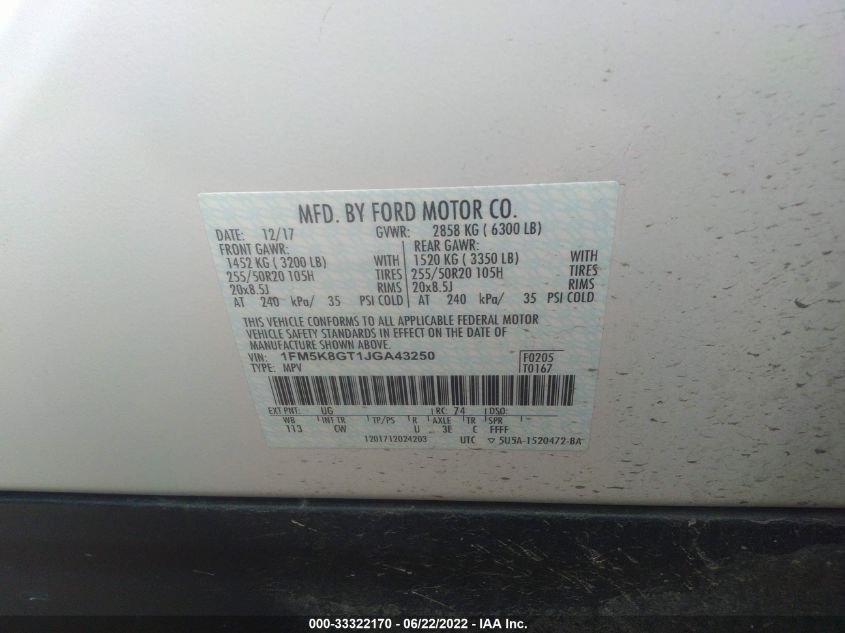 MFD. BY FORD MOTOR CO.
DATE: 12/17 GVWR: 2858 KG ( 6300 LB)
FRONT GAWR: REAR GAWR:
1452 KG ( 3200 LB) WITH 1520 KG ( 3350 LB) WITH
255/50R20 105H TIRES 255/50R20 105H TIRES
20x8.5J RIMS 20x8.5J RIMS
AT 240 kPa/ 35 PSI COLD AT 240 kPa/ 35 PSI COLD
THIS VEHICLE CONFORMS TO ALL APPLICABLE FEDERAL MOTOR
VEHICLE SAFETY STANDARDS IN EFFECT ON THE DATE OF
MANUFACTURE SHOWN ABOVE.
VIN: 1FM5K8GT1JGA43250 F0205
TYPE: MPV T0167
EXT PNT: UG RC: 74 DSO:
WB INT TR TP/PS R AXLE TR SPR
113 CW U 3E C FFFF
1201712024203 UTC ▽ 5U5A-1520472-BA
000-33322170 - 06/22/2022 - IAA Inc.